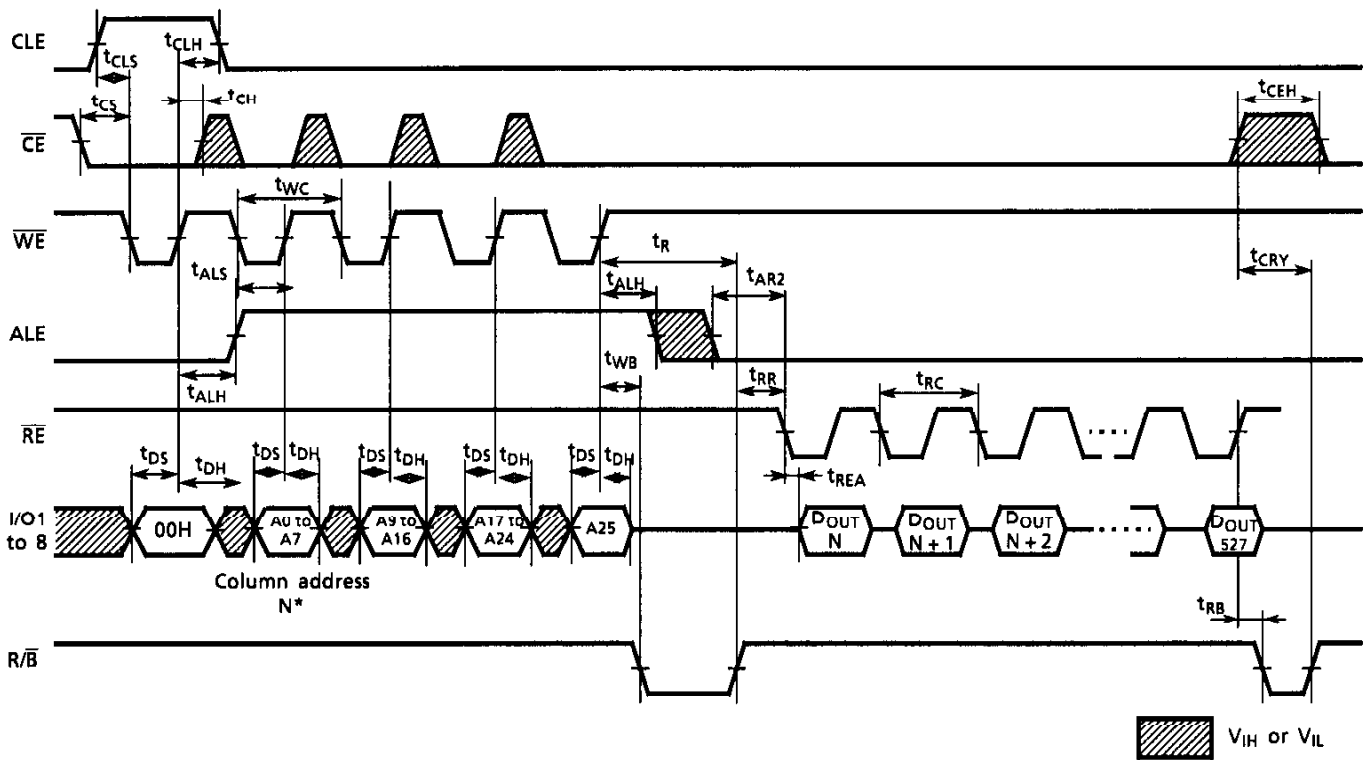 CLE
tCLS
tCLH
tCS
tCH
tCEH
CE
tWC
WE
tR
tALS
tALH
tAR2
tCRY
ALE
tALH
tWB
tRR
tRC
RE
tDS
tDH
tDS
tDH
tDS
tDH
tDS
tDH
tDS
tDH
tREA
I/O1
to 8
00H
A0 to
A7
A9 to
A16
A17 to
A24
A25
DOUT
N
DOUT
N + 1
DOUT
N + 2
DOUT
527
Column address
N*
tRB
R/B
VIH or VIL